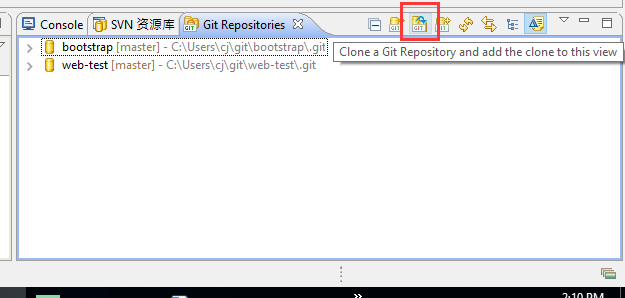 Console SVN 资源库 Git Repositories
bootstrap [master] - C:\Users\cj\git\bootstrap\.git
Clone a Git Repository and add the clone to this view
web-test [master] - C:\Users\cj\git\web-test\.git